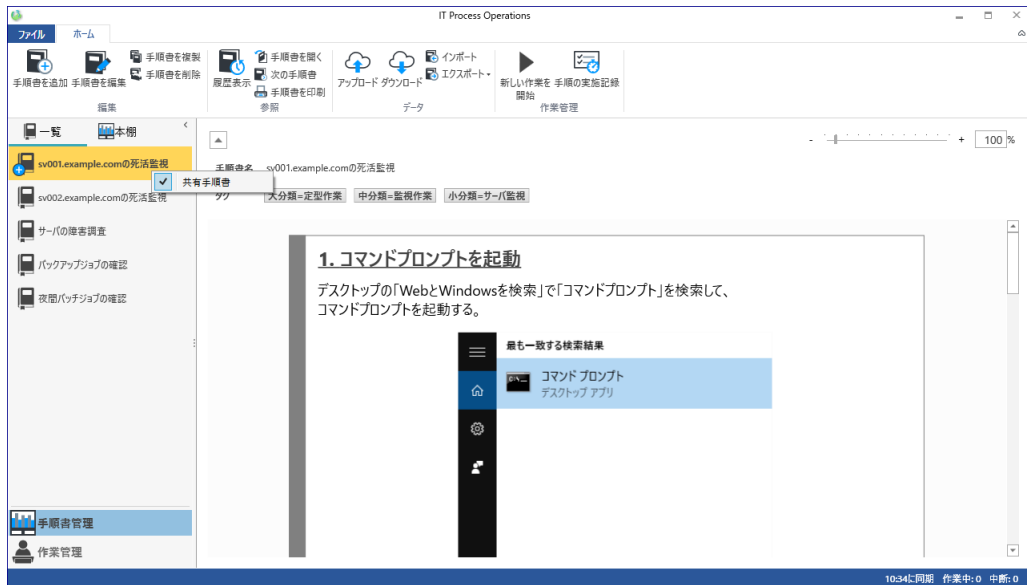 IT Process Operations
ファイル ホーム
手順書を追加 手順書を編集 手順書を複製 手順書を削除
編集
履歴表示 手順書を開く 次の手順書 手順書を印刷
参照
アップロード ダウンロード インポート エクスポート
データ
新しい作業を開始 手順の実施記録
作業管理
一覧 本棚
- + 100 %
sv001.example.comの死活監視
共有手順書
sv002.example.comの死活監視
サーバの障害調査
バックアップジョブの確認
夜間バッチジョブの確認
手順書名 sv001.example.comの死活監視
タグ 大分類=定型作業 中分類=監視作業 小分類=サーバ監視
1. コマンドプロンプトを起動
デスクトップの「WebとWindowsを検索」で「コマンドプロンプト」を検索して、
コマンドプロンプトを起動する。
最も一致する検索結果
コマンド プロンプト
デスクトップ アプリ
手順書管理
作業管理
10:34に同期 作業中: 0 中断: 0